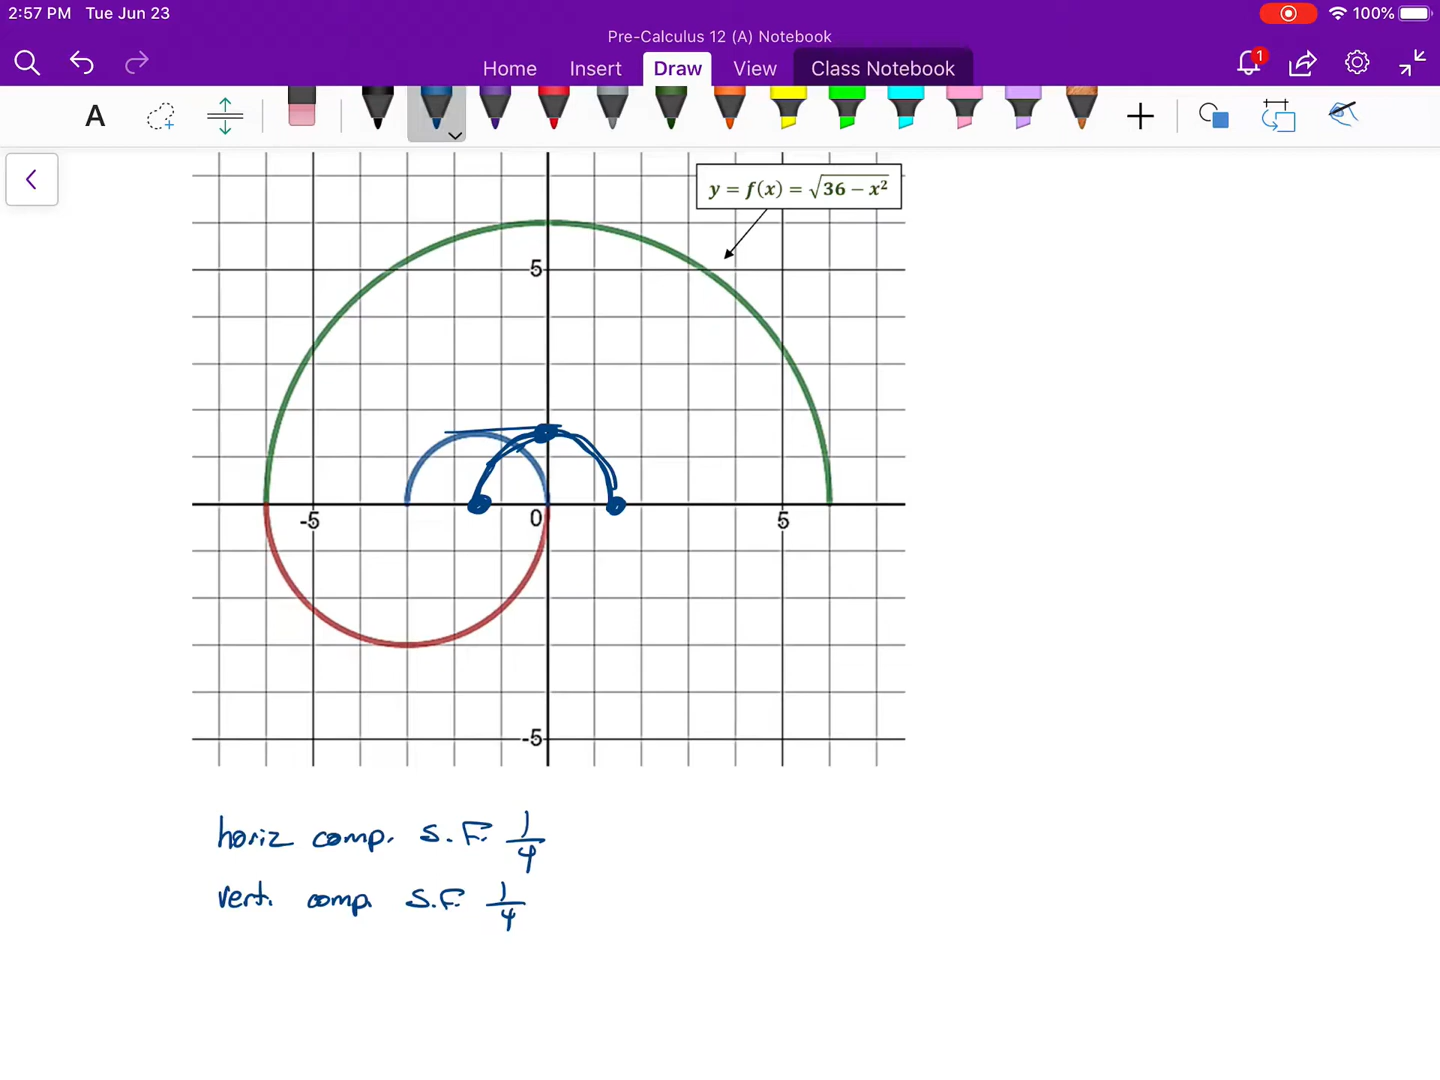 2:57 PM Tue Jun 23
100%
Pre-Calculus 12 (A) Notebook
Home Insert Draw View Class Notebook
1
A
y = f(x) = √36 − x²
5
-5 0 5
-5
horiz comp. S.F. 1/4
vert. comp. S.F. 1/4